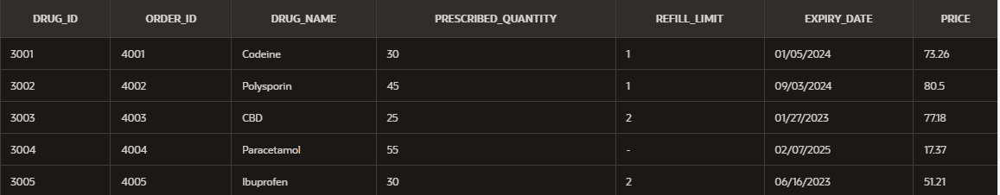 DRUG_ID ORDER_ID DRUG_NAME PRESCRIBED_QUANTITY REFILL_LIMIT EXPIRY_DATE PRICE
3001 4001 Codeine 30 1 01/05/2024 73.26
3002 4002 Polysporin 45 1 09/03/2024 80.5
3003 4003 CBD 25 2 01/27/2023 77.18
3004 4004 Paracetamol 55 - 02/07/2025 17.37
3005 4005 Ibuprofen 30 2 06/16/2023 51.21